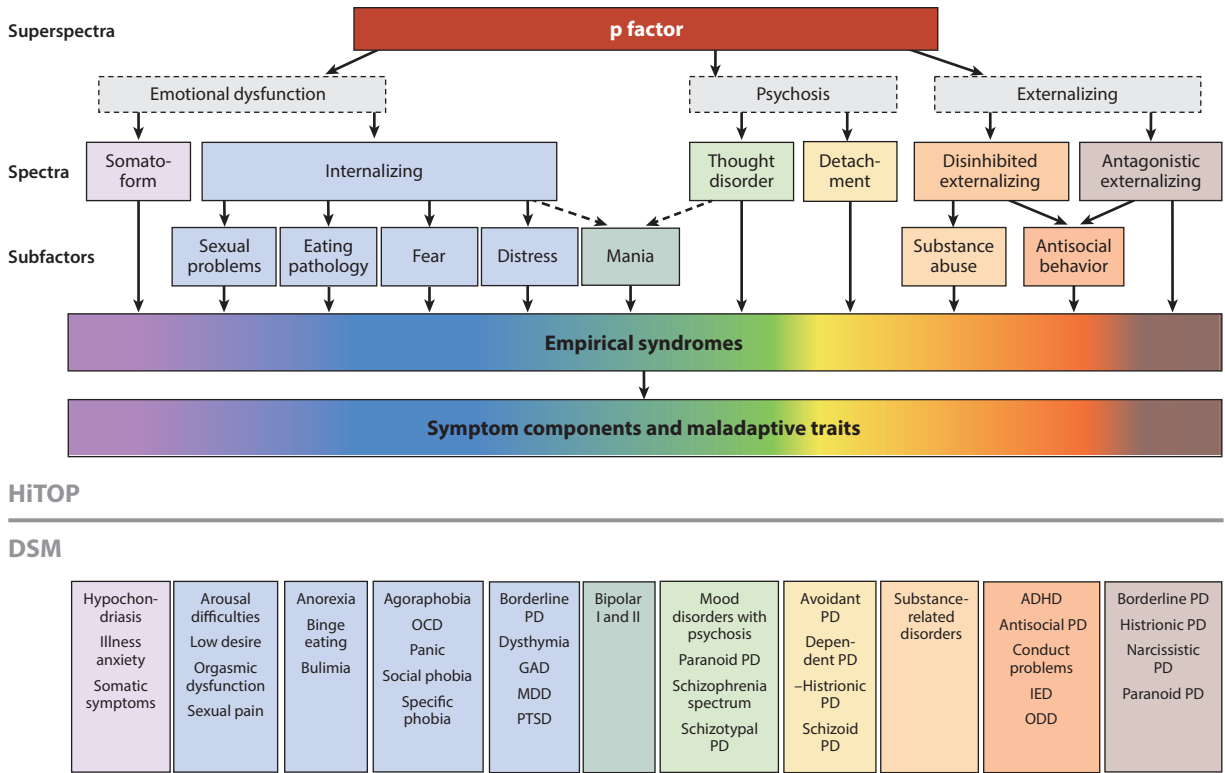 Superspectra
p factor
Emotional dysfunction
Psychosis
Externalizing
Spectra
Somato-
form
Internalizing
Thought
disorder
Detach-
ment
Disinhibited
externalizing
Antagonistic
externalizing
Subfactors
Sexual
problems
Eating
pathology
Fear
Distress
Mania
Substance
abuse
Antisocial
behavior
Empirical syndromes
Symptom components and maladaptive traits
HiTOP
DSM
Hypochon-
driasis
Illness
anxiety
Somatic
symptoms
Arousal
difficulties
Low desire
Orgasmic
dysfunction
Sexual pain
Anorexia
Binge
eating
Bulimia
Agoraphobia
OCD
Panic
Social phobia
Specific
phobia
Borderline
PD
Dysthymia
GAD
MDD
PTSD
Bipolar
I and II
Mood
disorders with
psychosis
Paranoid PD
Schizophrenia
spectrum
Schizotypal
PD
Avoidant
PD
Depen-
dent PD
–Histrionic
PD
Schizoid
PD
Substance-
related
disorders
ADHD
Antisocial PD
Conduct
problems
IED
ODD
Borderline PD
Histrionic PD
Narcissistic
PD
Paranoid PD